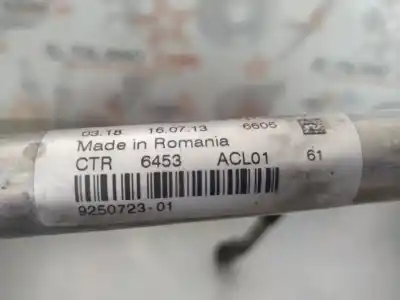 03.18 16.07.13 6605
Made in Romania
CTR 6453 ACL01 61
9250723-01